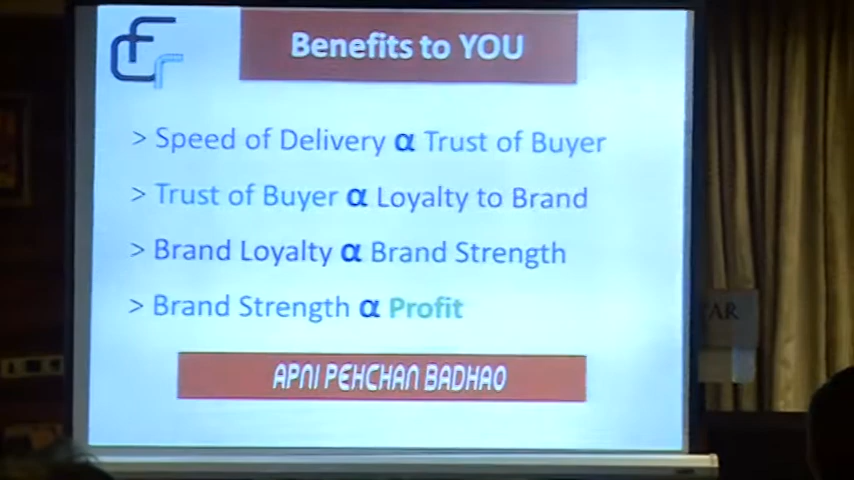 Benefits to YOU
> Speed of Delivery α Trust of Buyer
> Trust of Buyer α Loyalty to Brand
> Brand Loyalty α Brand Strength
> Brand Strength α Profit
APNI PEHCHAN BADHAO